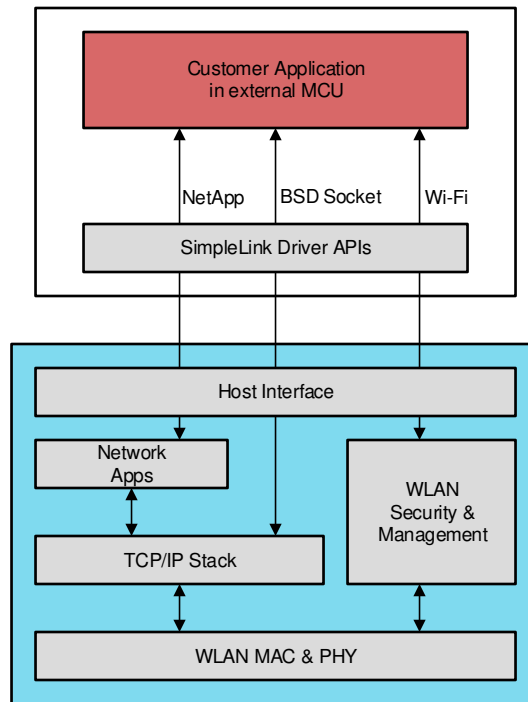 Customer Application
in external MCU
NetApp
BSD Socket
Wi-Fi
SimpleLink Driver APIs
Host Interface
Network
Apps
WLAN
Security &
Management
TCP/IP Stack
WLAN MAC & PHY